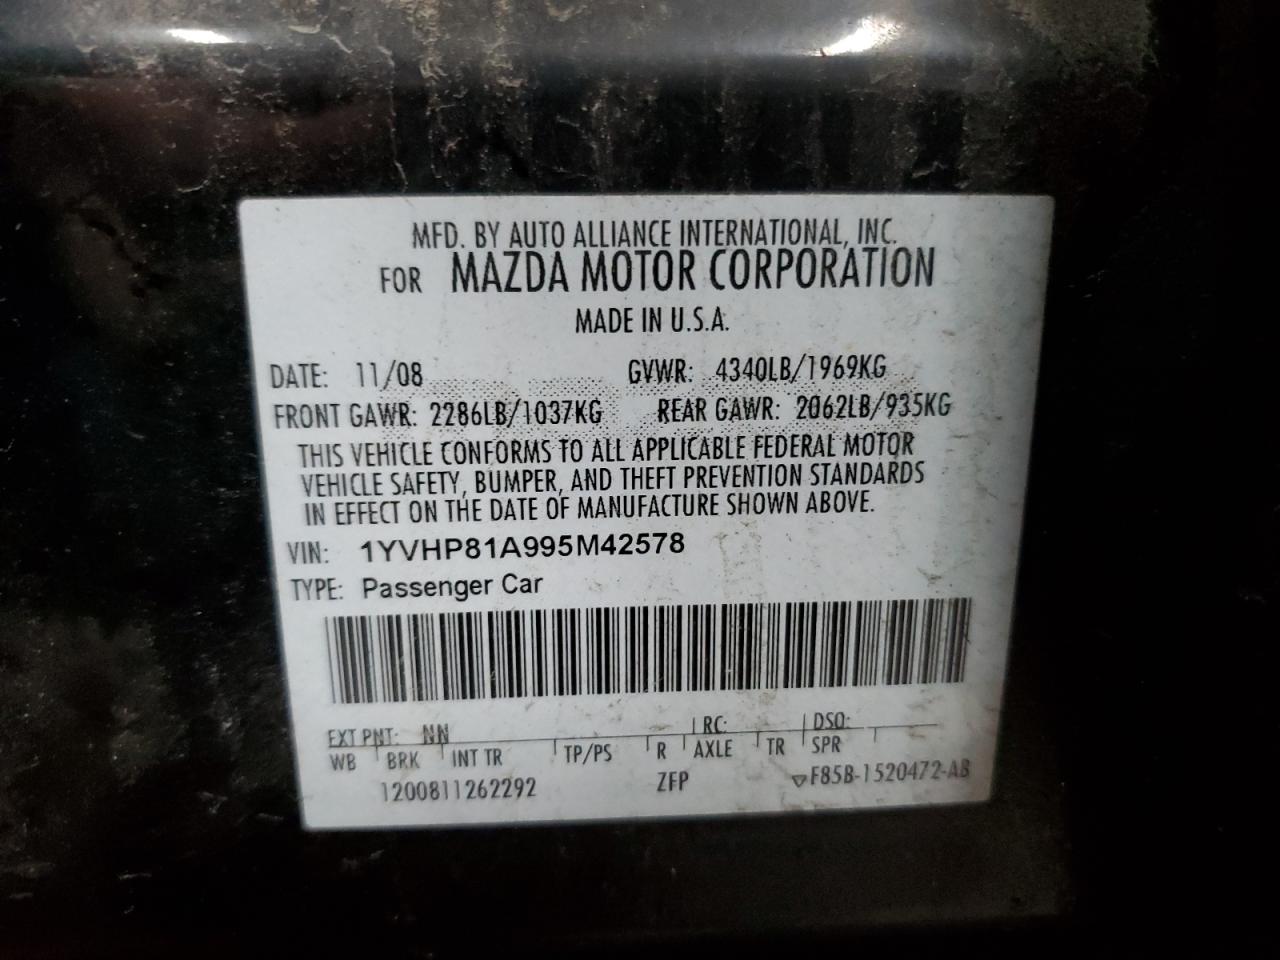 MFD. BY AUTO ALLIANCE INTERNATIONAL, INC.
FOR MAZDA MOTOR CORPORATION
MADE IN U.S.A.
DATE: 11/08 GVWR: 4340LB/1969KG
FRONT GAWR: 2286LB/1037KG REAR GAWR: 2062LB/935KG
THIS VEHICLE CONFORMS TO ALL APPLICABLE FEDERAL MOTOR
VEHICLE SAFETY, BUMPER, AND THEFT PREVENTION STANDARDS
IN EFFECT ON THE DATE OF MANUFACTURE SHOWN ABOVE.
VIN: 1YVHP81A995M42578
TYPE: Passenger Car
EXT PNT: NN RC: DSO:
WB BRK INT TR TP/PS R AXLE TR SPR
1200811262292 ZFP F85B-1520472-AB